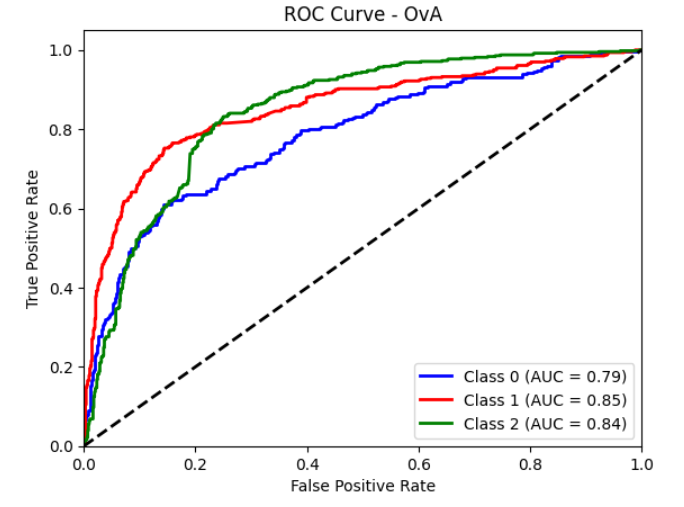 ROC Curve - OvA
1.0
0.8
0.6
0.4
0.2
0.0
True Positive Rate
0.0 0.2 0.4 0.6 0.8 1.0
False Positive Rate
Class 0 (AUC = 0.79)
Class 1 (AUC = 0.85)
Class 2 (AUC = 0.84)